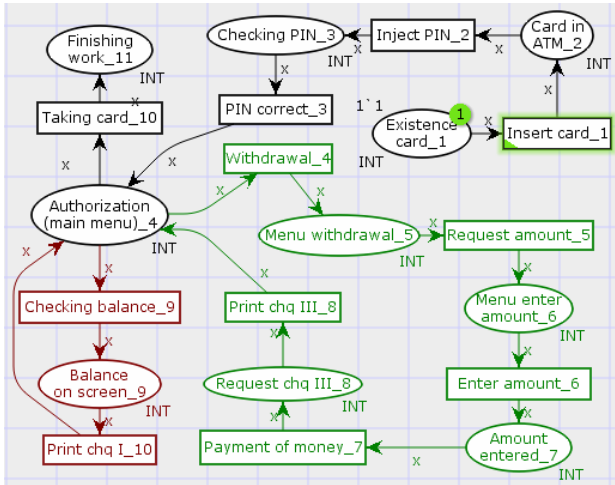 Finishing
work_11
INT
x
Taking card_10
x
Checking PIN_3
INT
x
Inject PIN_2
x
Card in
ATM_2
INT
x
x
PIN correct_3
x
1`1
1
Existence
card_1
INT
x
Insert card_1
x
Authorization
(main menu)_4
INT
Withdrawal_4
x
x
Menu withdrawal_5
INT
x
Request amount_5
x
Menu enter
amount_6
INT
x
Enter amount_6
x
Amount
entered_7
INT
x
Payment of money_7
x
Request chq III_8
INT
x
Print chq III_8
x
x
Checking balance_9
x
Balance
on screen_9
INT
x
Print chq I_10
x